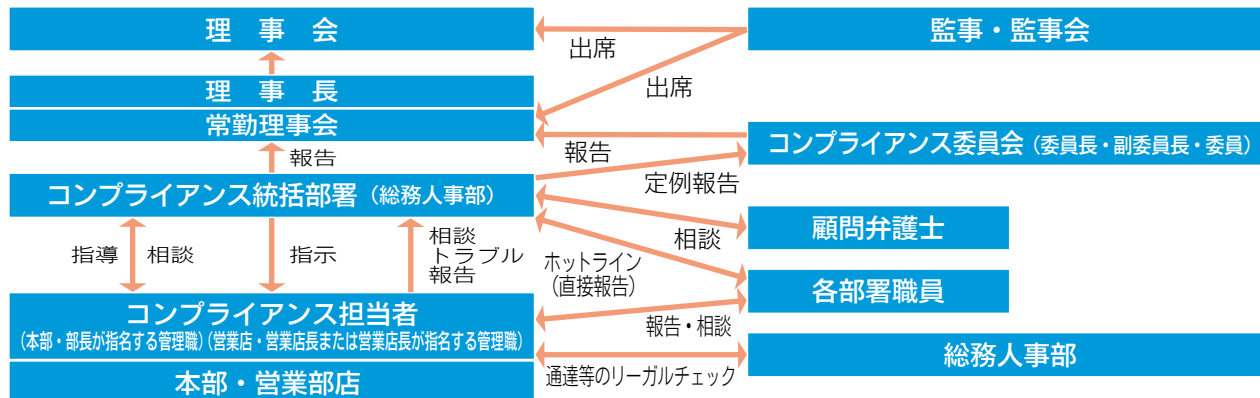 理事会
監事・監事会
出席
理事長
出席
常勤理事会
報告
報告
コンプライアンス委員会（委員長・副委員長・委員）
定例報告
コンプライアンス統括部署（総務人事部）
顧問弁護士
相談
指導
相談
指示
相談
トラブル
報告
ホットライン
（直接報告）
各部署職員
コンプライアンス担当者
（本部・部長が指名する管理職）（営業店・営業店長または営業店長が指名する管理職）
報告・相談
総務人事部
通達等のリーガルチェック
本部・営業部店